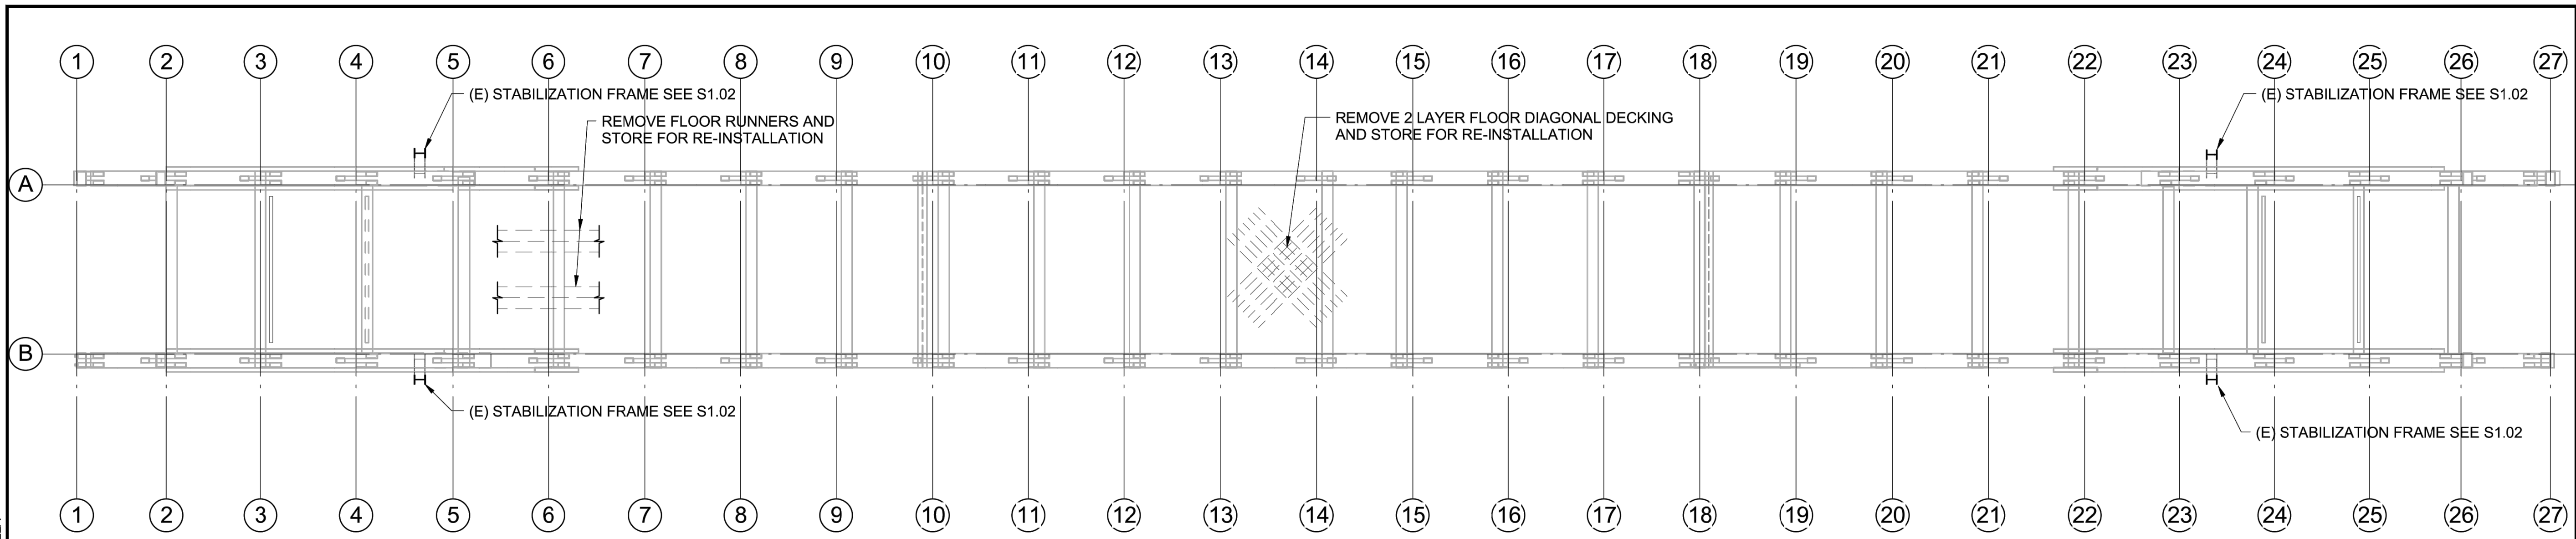 1 2 3 4 5 6 7 8 9 10 11 12 13 14 15 16 17 18 19 20 21 22 23 24 25 26 27
(E) STABILIZATION FRAME SEE S1.02
(E) STABILIZATION FRAME SEE S1.02
REMOVE FLOOR RUNNERS AND
STORE FOR RE-INSTALLATION
REMOVE 2 LAYER FLOOR DIAGONAL DECKING
AND STORE FOR RE-INSTALLATION
A
B
(E) STABILIZATION FRAME SEE S1.02
(E) STABILIZATION FRAME SEE S1.02
1 2 3 4 5 6 7 8 9 10 11 12 13 14 15 16 17 18 19 20 21 22 23 24 25 26 27